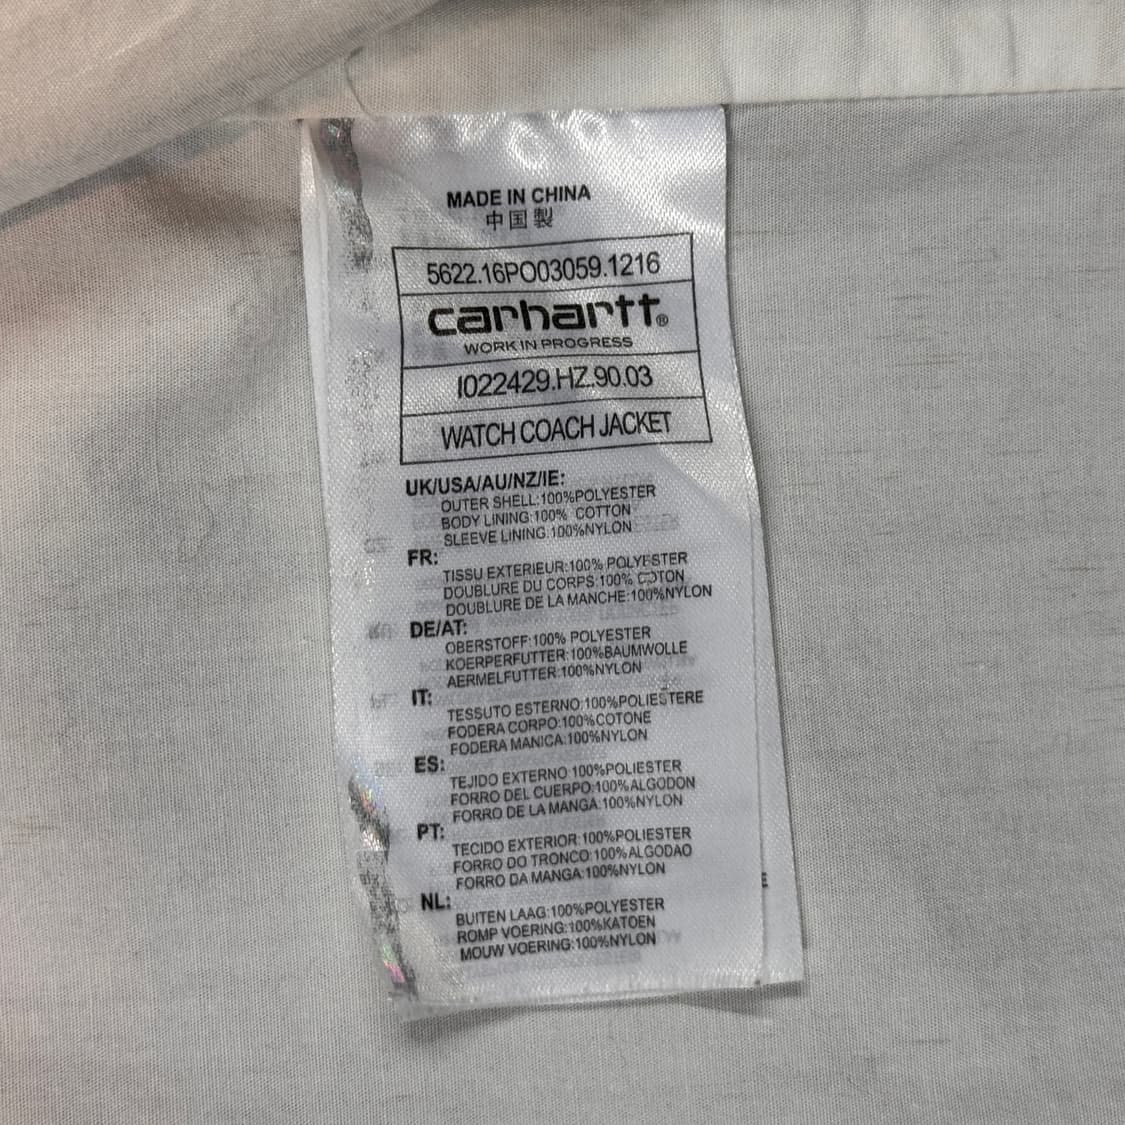 MADE IN CHINA
中国製
5622.16PO03059.1216
carhartt®
WORK IN PROGRESS
I022429.HZ.90.03
WATCH COACH JACKET
UK/USA/AU/NZ/IE:
OUTER SHELL:100%POLYESTER
BODY LINING:100% COTTON
SLEEVE LINING:100%NYLON
FR:
TISSU EXTERIEUR:100% POLYESTER
DOUBLURE DU CORPS:100% COTON
DOUBLURE DE LA MANCHE:100%NYLON
DE/AT:
OBERSTOFF:100% POLYESTER
KOERPERFUTTER:100%BAUMWOLLE
AERMELFUTTER:100%NYLON
IT:
TESSUTO ESTERNO:100%POLIESTERE
FODERA CORPO:100%COTONE
FODERA MANICA:100%NYLON
ES:
TEJIDO EXTERNO:100%POLIESTER
FORRO DEL CUERPO:100%ALGODON
FORRO DE LA MANGA:100%NYLON
PT:
TECIDO EXTERIOR:100%POLIESTER
FORRO DO TRONCO:100%ALGODAO
FORRO DA MANGA:100%NYLON
NL:
BUITEN LAAG:100%POLYESTER
ROMP VOERING:100%KATOEN
MOUW VOERING:100%NYLON